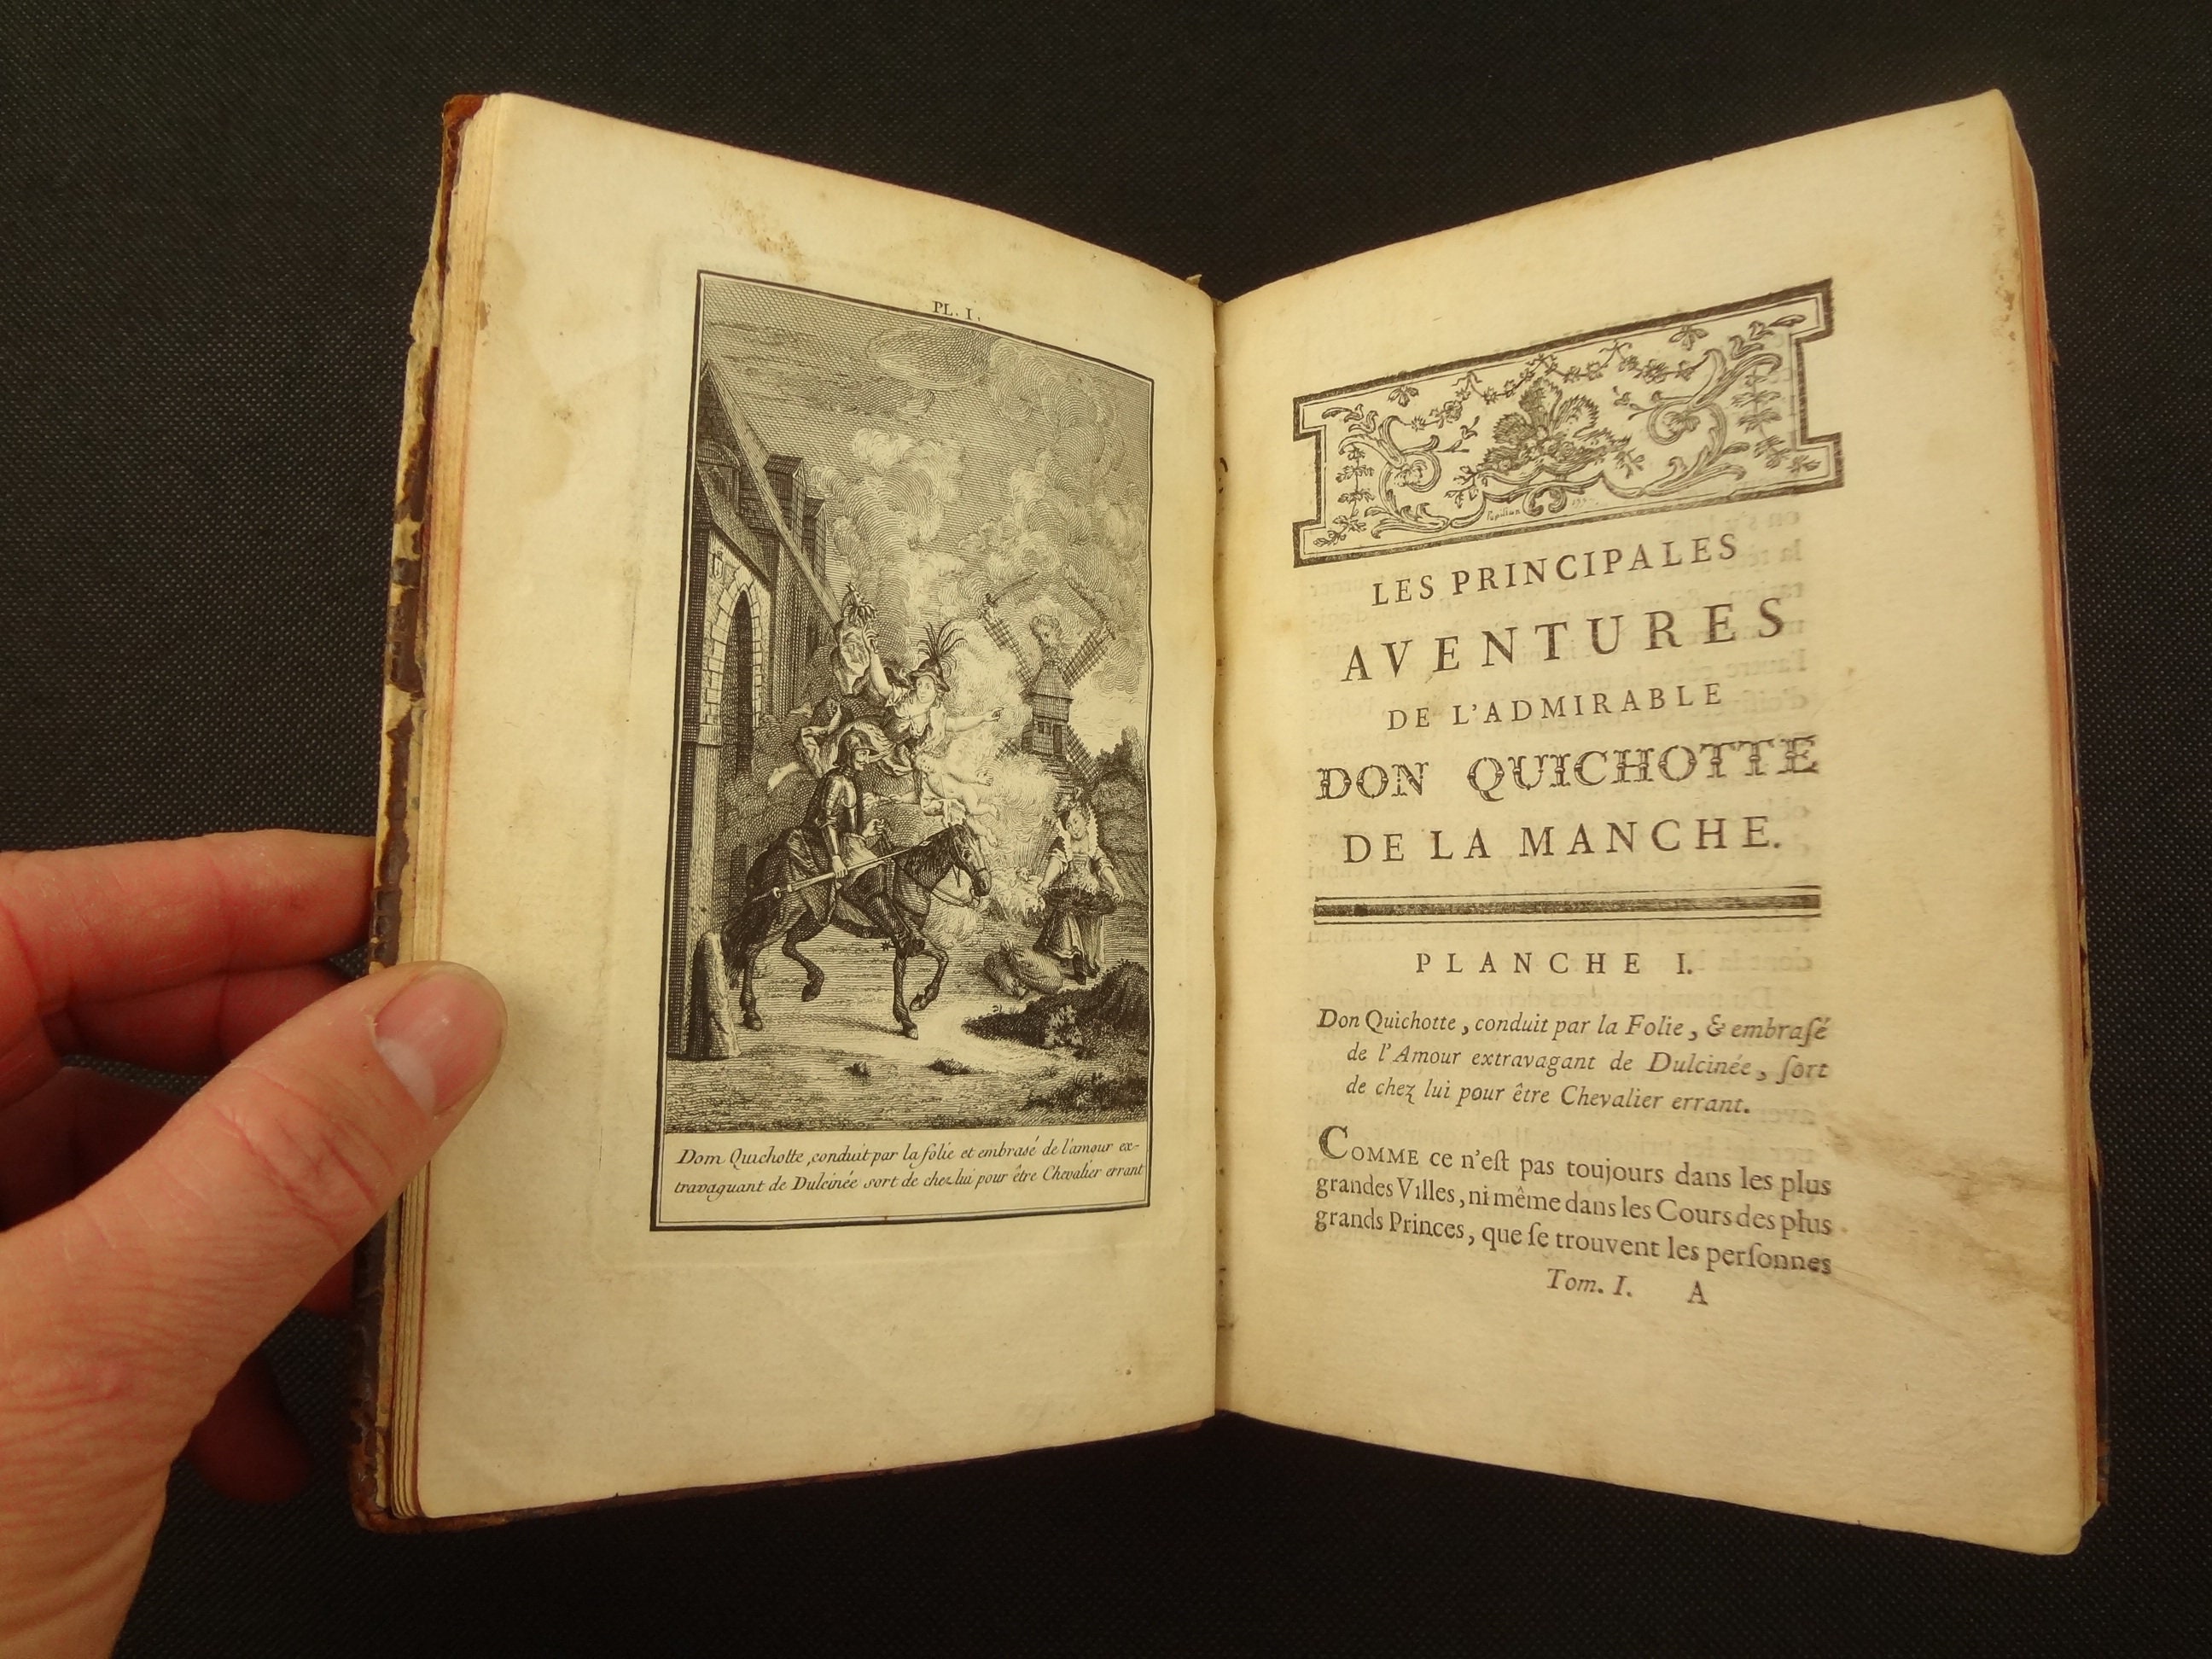 PL. I.
Dom Quichotte, conduit par la folie et embrasé de l'amour ex-
travaguant de Dulcinée sort de chez lui pour être Chevalier errant
Papillon
LES PRINCIPALES
AVENTURES
DE L'ADMIRABLE
DON QUICHOTTE
DE LA MANCHE.
PLANCHE I.
Don Quichotte, conduit par la Folie, & embraſé
de l'Amour extravagant de Dulcinée, ſort
de chez lui pour être Chevalier errant.
COMME ce n'eſt pas toujours dans les plus
grandes Villes, ni même dans les Cours des plus
grands Princes, que ſe trouvent les perſonnes
Tom. I. A